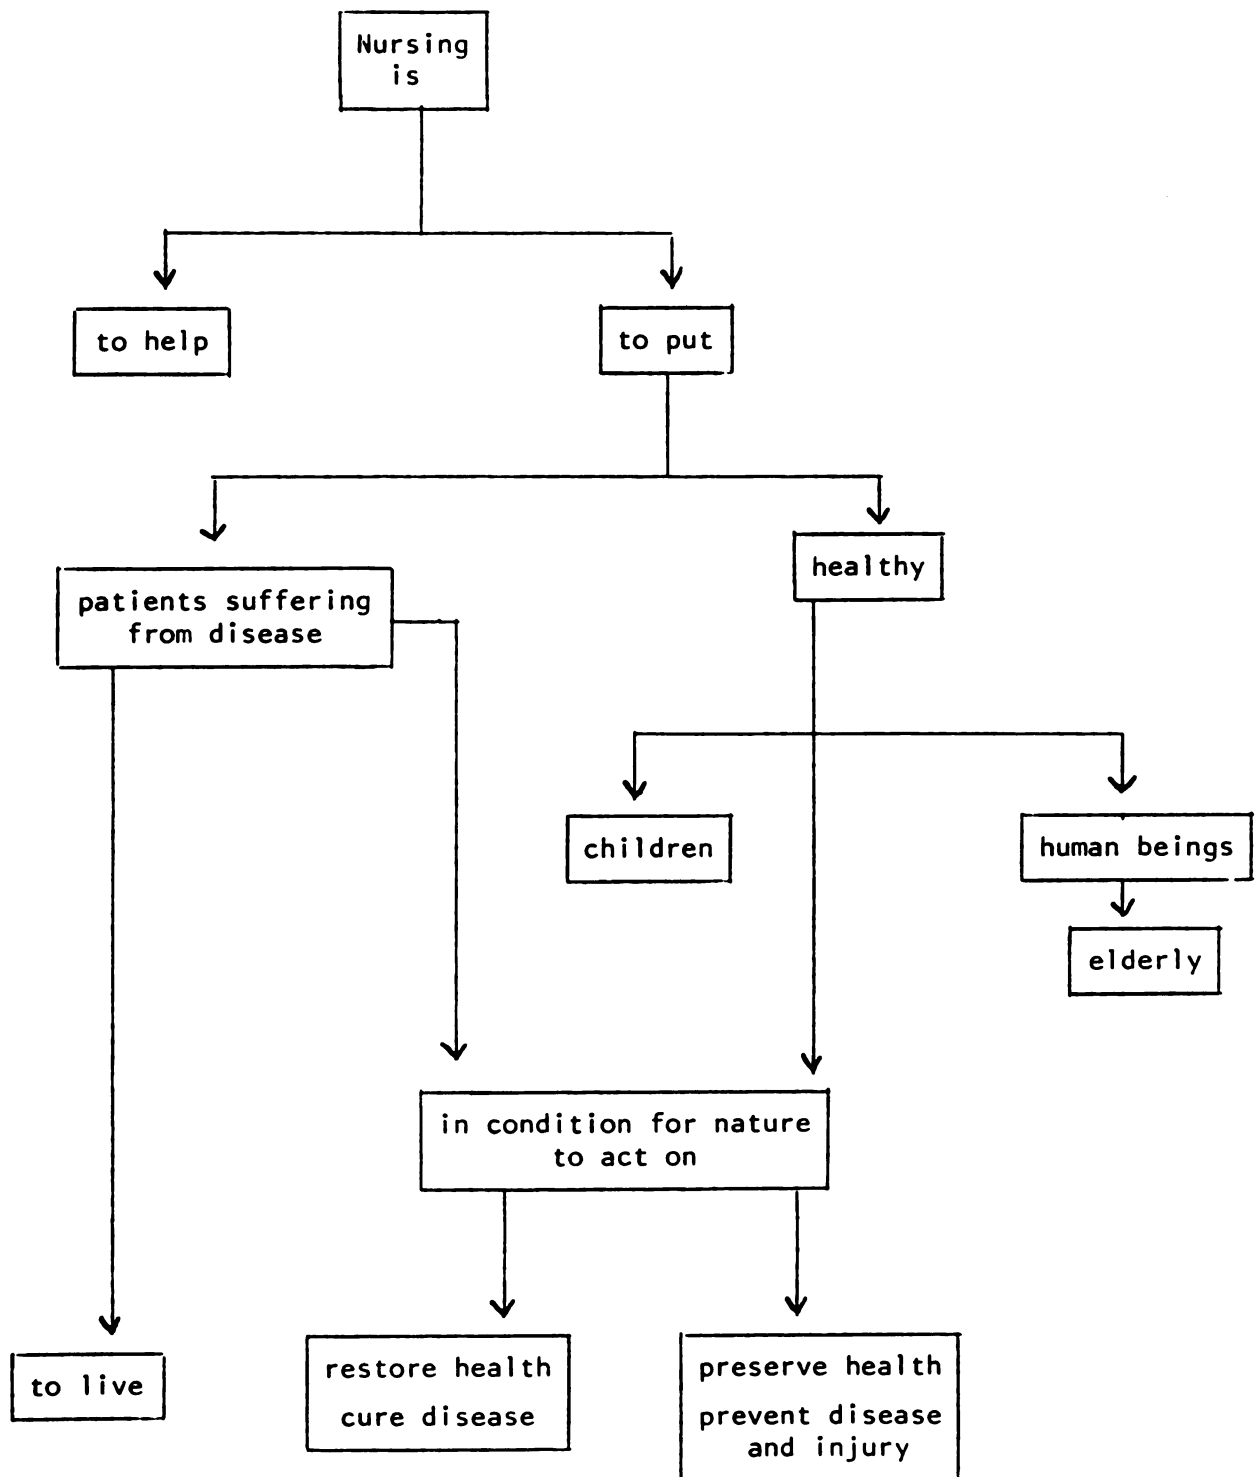 Nursing
is
to help
to put
patients suffering
from disease
healthy
children
human beings
elderly
in condition for nature
to act on
to live
restore health
cure disease
preserve health
prevent disease
and injury